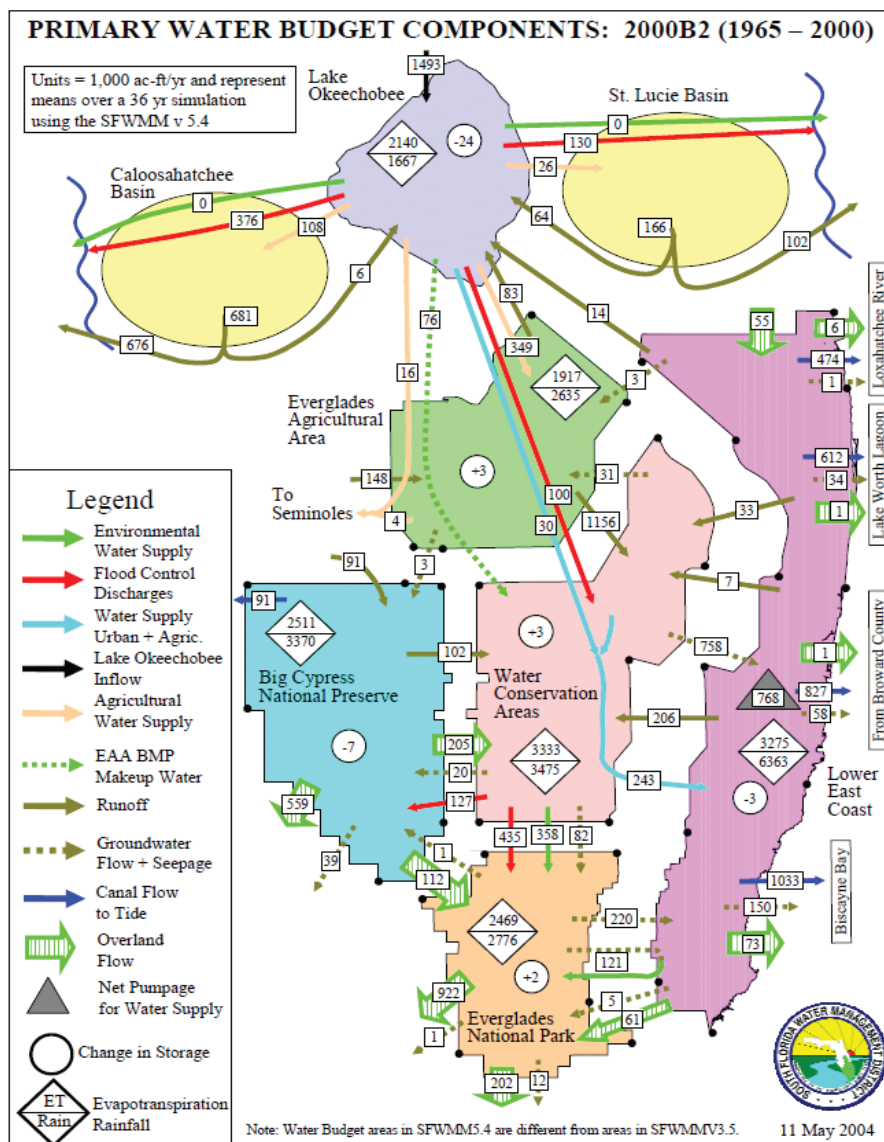 PRIMARY WATER BUDGET COMPONENTS: 2000B2 (1965 – 2000)
Units = 1,000 ac-ft/yr and represent
means over a 36 yr simulation
using the SFWMM v 5.4
Lake
Okeechobee
1493
St. Lucie Basin
2140
1667
-24
0
130
26
Caloosahatchee
Basin
0
376
108
64
166
102
6
681
676
76
83
14
349
16
55
6
474
1
Loxahatchee River
1917
2635
3
Everglades
Agricultural
Area
+3
148
31
100
30
1156
To
Seminoles
4
3
33
612
34
1
Lake Worth Lagoon
Legend
Environmental
Water Supply
Flood Control
Discharges
Water Supply
Urban + Agric.
Lake Okeechobee
Inflow
Agricultural
Water Supply
EAA BMP
Makeup Water
Runoff
Groundwater
Flow + Seepage
Canal Flow
to Tide
Overland
Flow
Net Pumpage
for Water Supply
Change in Storage
ET
Rain
Evapotranspiration
Rainfall
91
91
2511
3370
Big Cypress
National Preserve
-7
102
205
20
127
559
39
1
112
+3
Water
Conservation
Areas
3333
3475
7
758
206
243
435
358
82
768
1
827
58
From Broward County
3275
6363
-3
Lower
East
Coast
1033
150
73
Biscayne Bay
2469
2776
+2
220
121
5
61
922
1
Everglades
National Park
202
12
SOUTH FLORIDA WATER MANAGEMENT DISTRICT
Note: Water Budget areas in SFWMM5.4 are different from areas in SFWMMV3.5.
11 May 2004